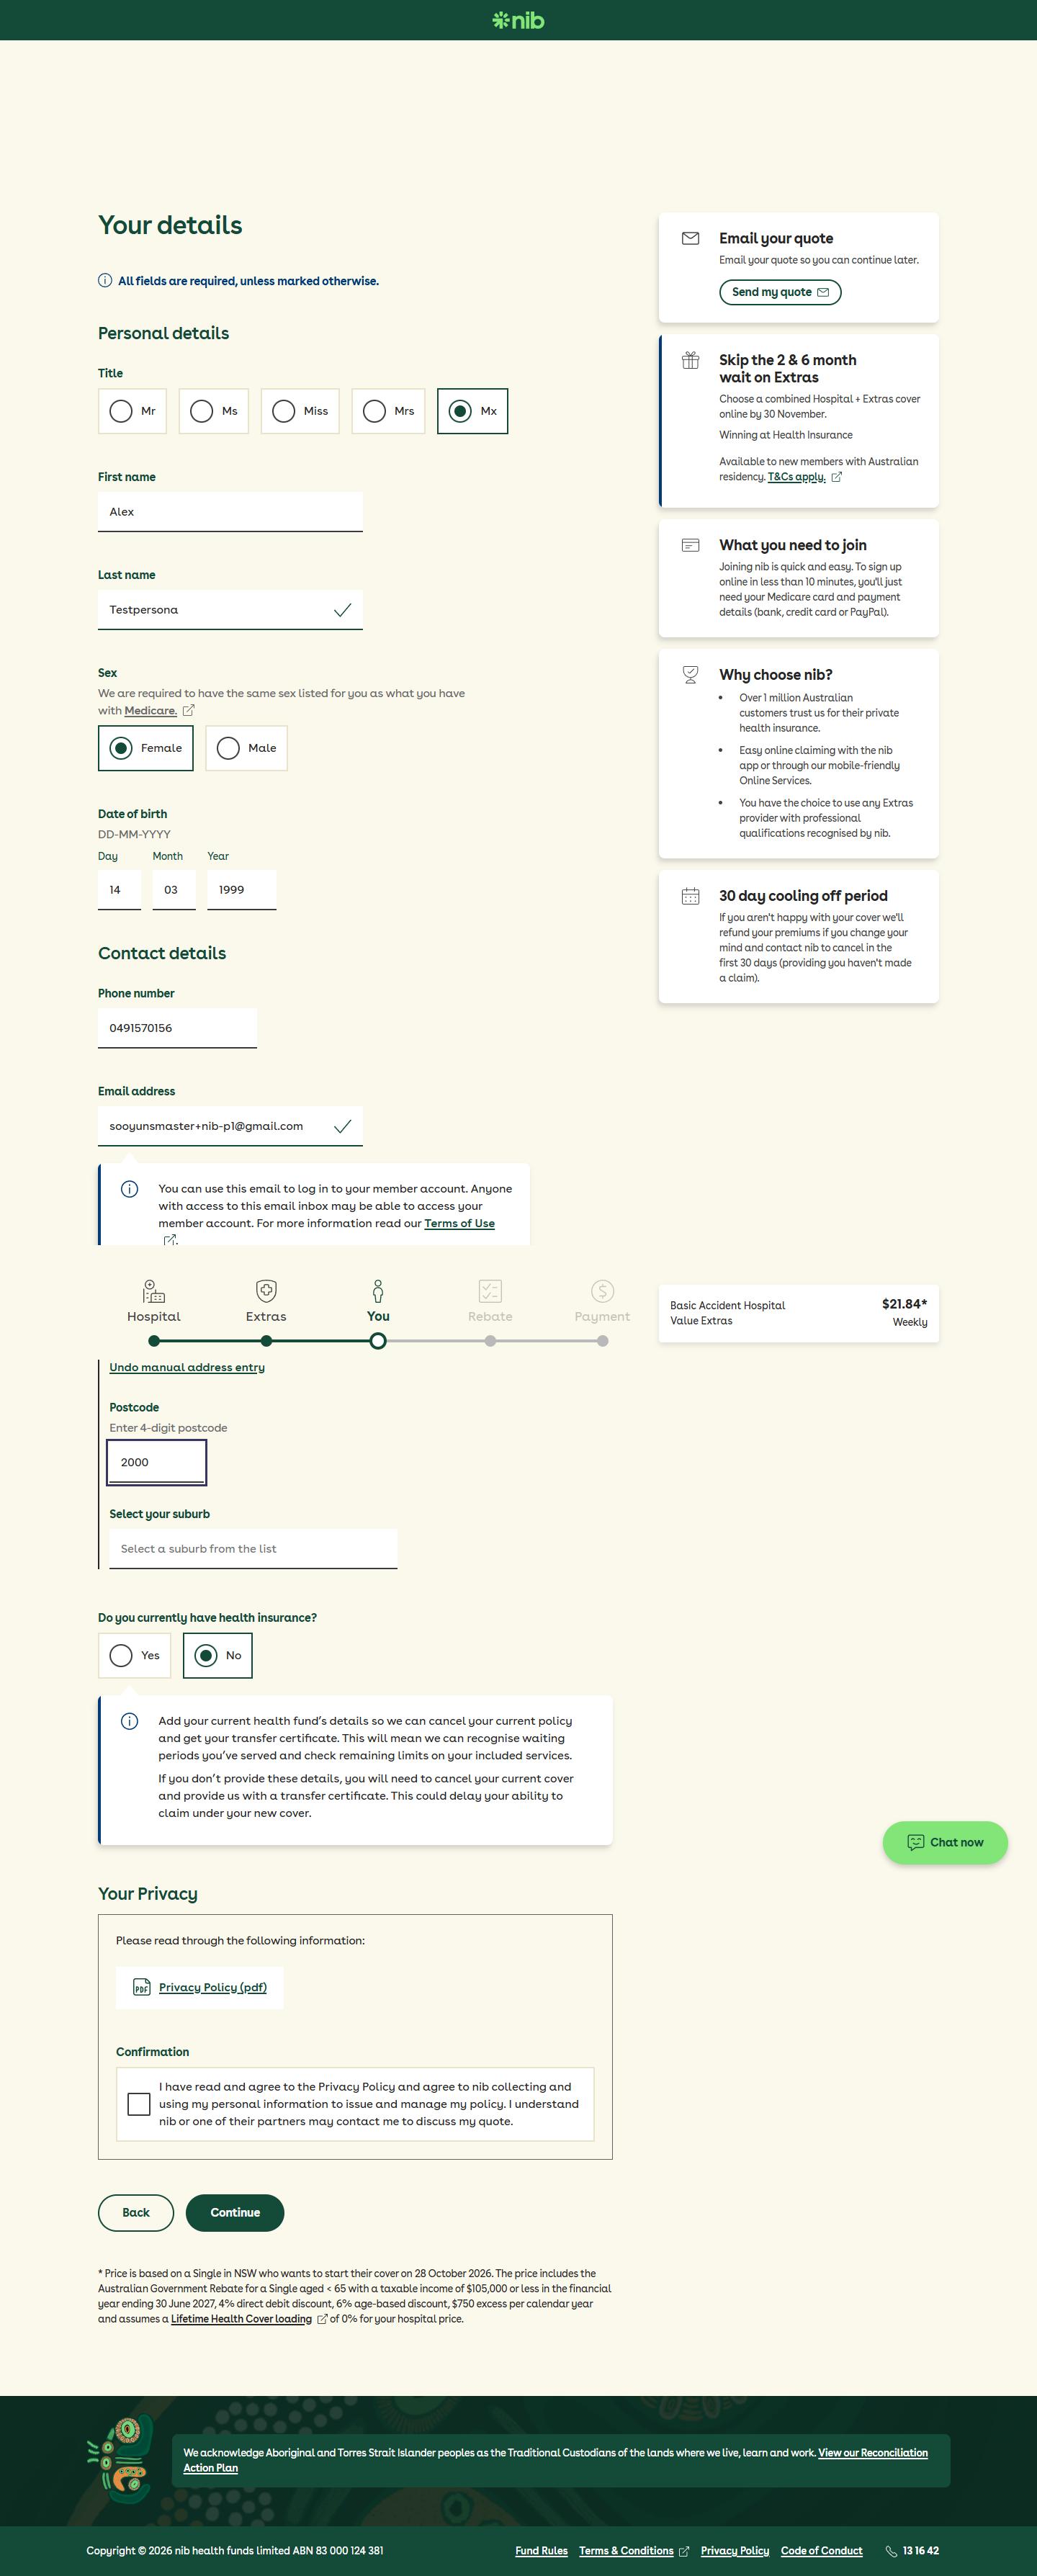 nib
Your details
All fields are required, unless marked otherwise.
Personal details
Title
Mr
Ms
Miss
Mrs
Mx
First name
Alex
Last name
Testpersona
Sex
We are required to have the same sex listed for you as what you have
with Medicare.
Female
Male
Date of birth
DD-MM-YYYY
Day
Month
Year
14
03
1999
Contact details
Phone number
0491570156
Email address
sooyunsmaster+nib-p1@gmail.com
You can use this email to log in to your member account. Anyone
with access to this email inbox may be able to access your
member account. For more information read our Terms of Use
.
Email your quote
Email your quote so you can continue later.
Send my quote
Skip the 2 & 6 month
wait on Extras
Choose a combined Hospital + Extras cover
online by 30 November.
Winning at Health Insurance
Available to new members with Australian
residency. T&Cs apply.
What you need to join
Joining nib is quick and easy. To sign up
online in less than 10 minutes, you'll just
need your Medicare card and payment
details (bank, credit card or PayPal).
Why choose nib?
• Over 1 million Australian
customers trust us for their private
health insurance.
• Easy online claiming with the nib
app or through our mobile-friendly
Online Services.
• You have the choice to use any Extras
provider with professional
qualifications recognised by nib.
30 day cooling off period
If you aren't happy with your cover we'll
refund your premiums if you change your
mind and contact nib to cancel in the
first 30 days (providing you haven't made
a claim).
Hospital
Extras
You
Rebate
Payment
Basic Accident Hospital
Value Extras
$21.84*
Weekly
Undo manual address entry
Postcode
Enter 4-digit postcode
2000
Select your suburb
Select a suburb from the list
Do you currently have health insurance?
Yes
No
Add your current health fund's details so we can cancel your current policy
and get your transfer certificate. This will mean we can recognise waiting
periods you've served and check remaining limits on your included services.
If you don't provide these details, you will need to cancel your current cover
and provide us with a transfer certificate. This could delay your ability to
claim under your new cover.
Chat now
Your Privacy
Please read through the following information:
PDF
Privacy Policy (pdf)
Confirmation
I have read and agree to the Privacy Policy and agree to nib collecting and
using my personal information to issue and manage my policy. I understand
nib or one of their partners may contact me to discuss my quote.
Back
Continue
* Price is based on a Single in NSW who wants to start their cover on 28 October 2026. The price includes the
Australian Government Rebate for a Single aged < 65 with a taxable income of $105,000 or less in the financial
year ending 30 June 2027, 4% direct debit discount, 6% age-based discount, $750 excess per calendar year
and assumes a Lifetime Health Cover loading of 0% for your hospital price.
We acknowledge Aboriginal and Torres Strait Islander peoples as the Traditional Custodians of the lands where we live, learn and work. View our Reconciliation
Action Plan
Copyright © 2026 nib health funds limited ABN 83 000 124 381
Fund Rules
Terms & Conditions
Privacy Policy
Code of Conduct
13 16 42